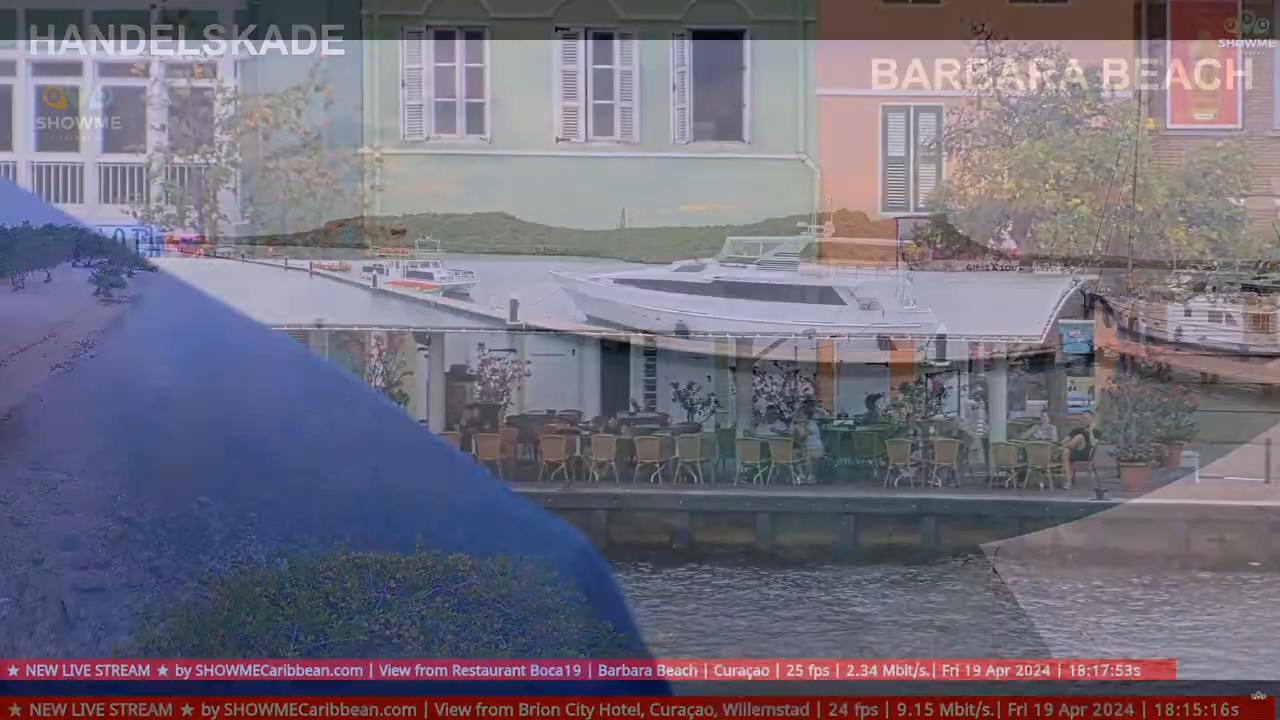 HANDELSKADE
SHOWME
BARBARA BEACH
SHOWME
★ NEW LIVE STREAM ★ by SHOWMECaribbean.com | View from Restaurant Boca19 | Barbara Beach | Curaçao | 25 fps | 2.34 Mbit/s.| Fri 19 Apr 2024 | 18:17:53s
★ NEW LIVE STREAM ★ by SHOWMECaribbean.com | View from Brion City Hotel, Curaçao, Willemstad | 24 fps | 9.15 Mbit/s.| Fri 19 Apr 2024 | 18:15:16s